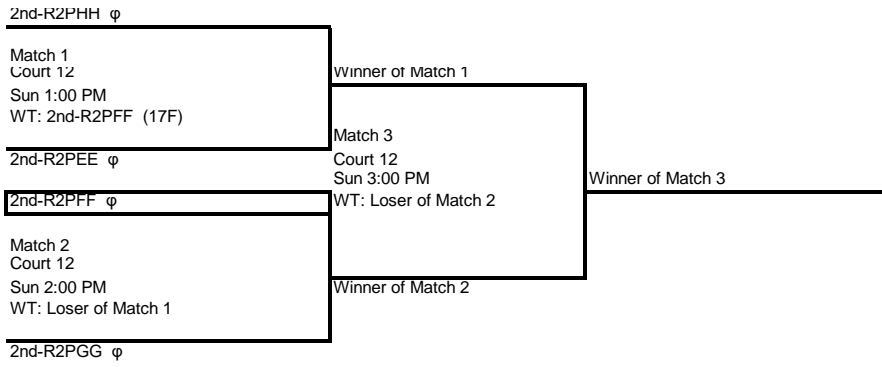 2nd-R2PHH φ
Match 1
Court 12
Sun 1:00 PM
WT: 2nd-R2PFF (17F)
2nd-R2PEE φ
2nd-R2PFF φ
Match 2
Court 12
Sun 2:00 PM
WT: Loser of Match 1
2nd-R2PGG φ
Winner of Match 1
Match 3
Court 12
Sun 3:00 PM
WT: Loser of Match 2
Winner of Match 2
Winner of Match 3